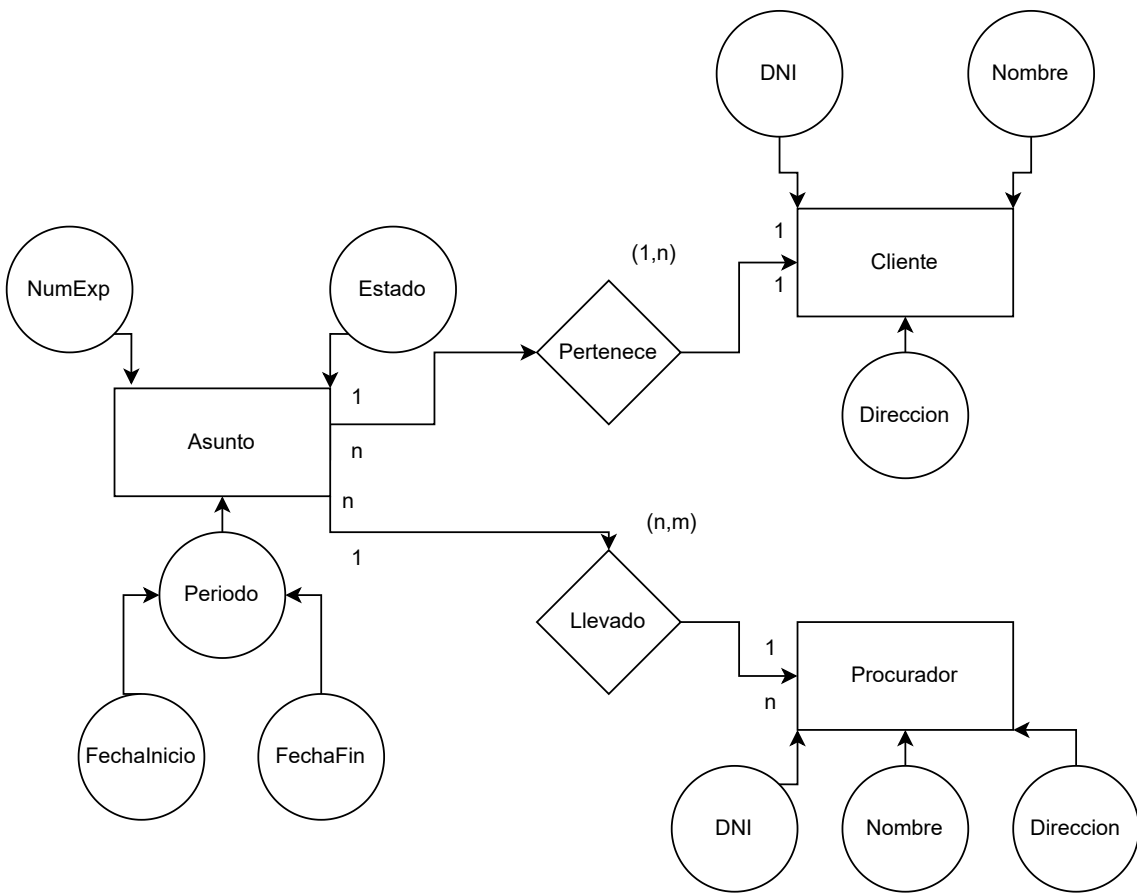 DNI
Nombre
1
(1,n)
Cliente
1
NumExp
Estado
Pertenece
1
Direccion
Asunto
n
n
(n,m)
1
Periodo
Llevado
1
Procurador
n
FechaInicio
FechaFin
DNI
Nombre
Direccion